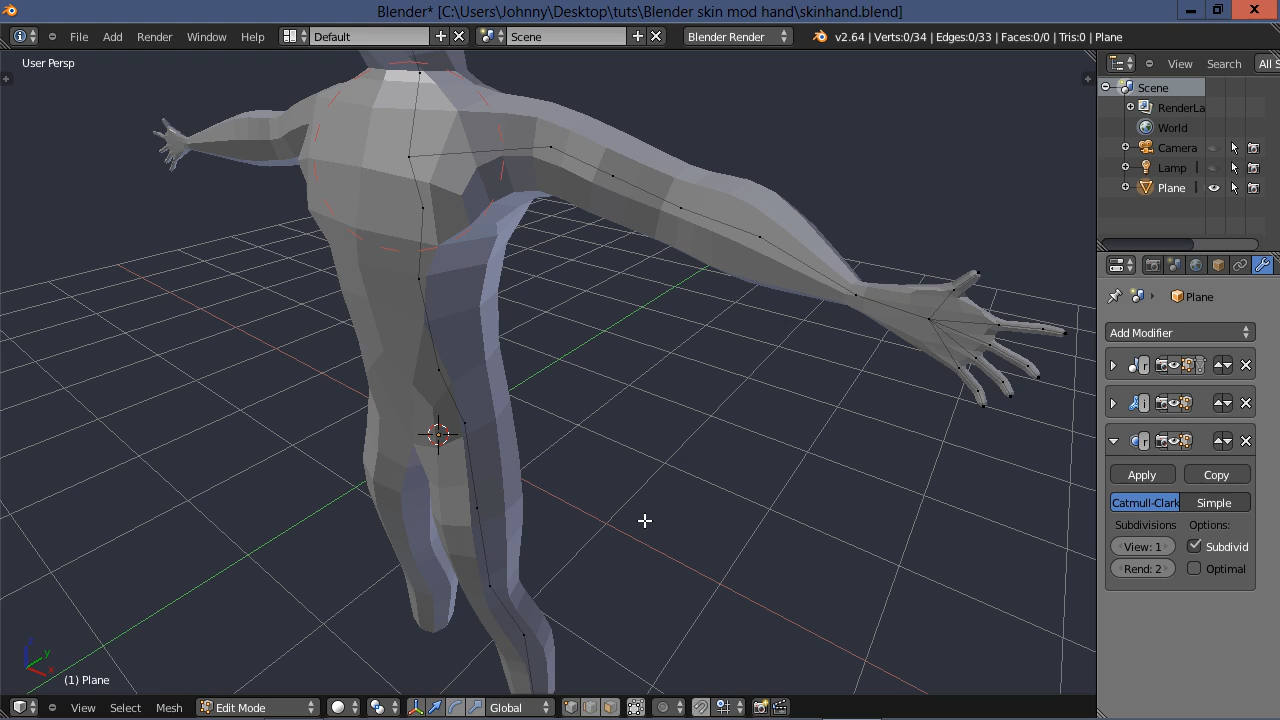 Blender* [C:\Users\Johnny\Desktop\tuts\Blender skin mod hand\skinhand.blend]
File Add Render Window Help Default Scene Blender Render v2.64 | Verts:0/34 | Edges:0/33 | Faces:0/0 | Tris:0 | Plane
User Persp
View Search All S
Scene
RenderLa
World
Camera
Lamp
Plane
Plane
Add Modifier
Apply Copy
Catmull-Clark Simple
Subdivisions Options:
View: 1 Subdivid
Rend: 2 Optimal
z
y
x
(1) Plane
View Select Mesh Edit Mode Global